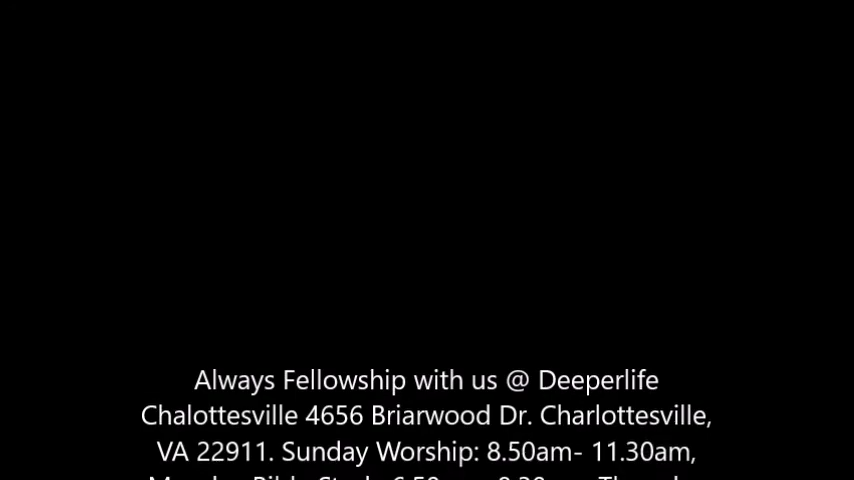 Always Fellowship with us @ Deeperlife
Chalottesville 4656 Briarwood Dr. Charlottesville,
VA 22911. Sunday Worship: 8.50am- 11.30am,